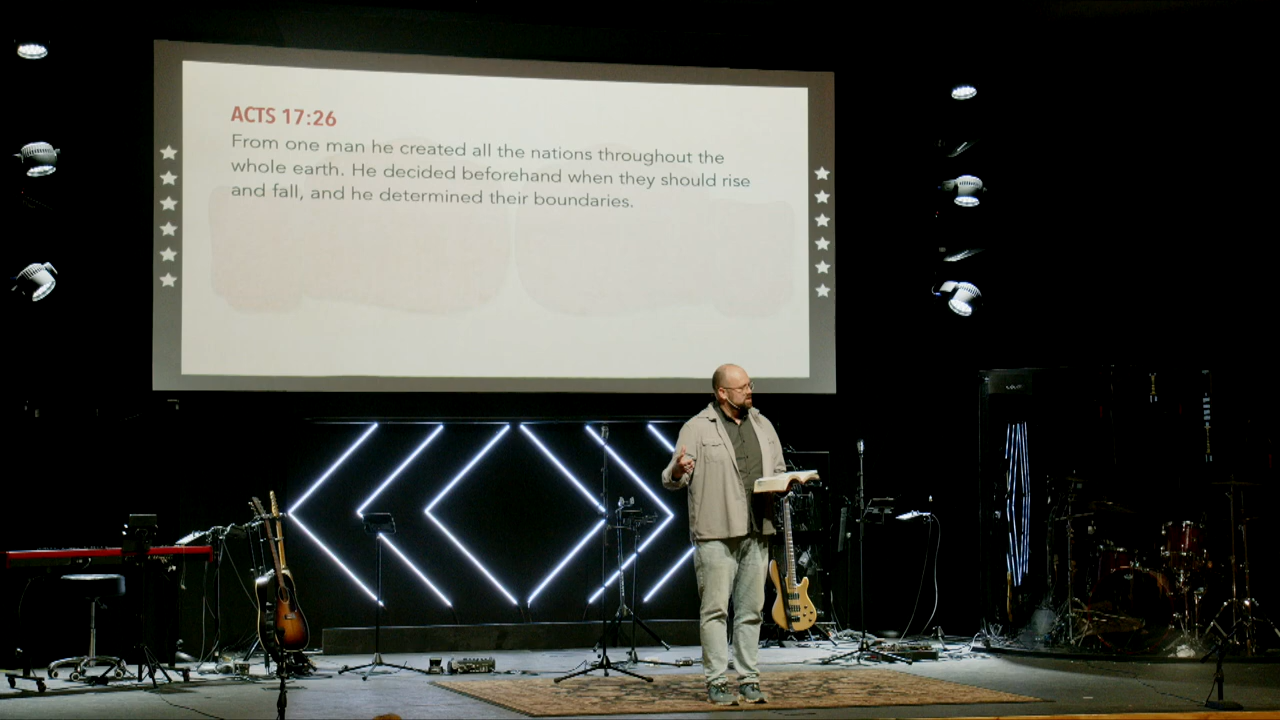 ACTS 17:26
From one man he created all the nations throughout the
whole earth. He decided beforehand when they should rise
and fall, and he determined their boundaries.